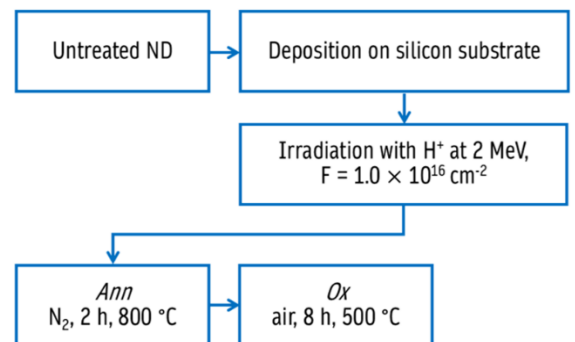 Untreated ND
Deposition on silicon substrate
Irradiation with H⁺ at 2 MeV,
F = 1.0 × 10¹⁶ cm⁻²
Ann
N₂, 2 h, 800 °C
Ox
air, 8 h, 500 °C